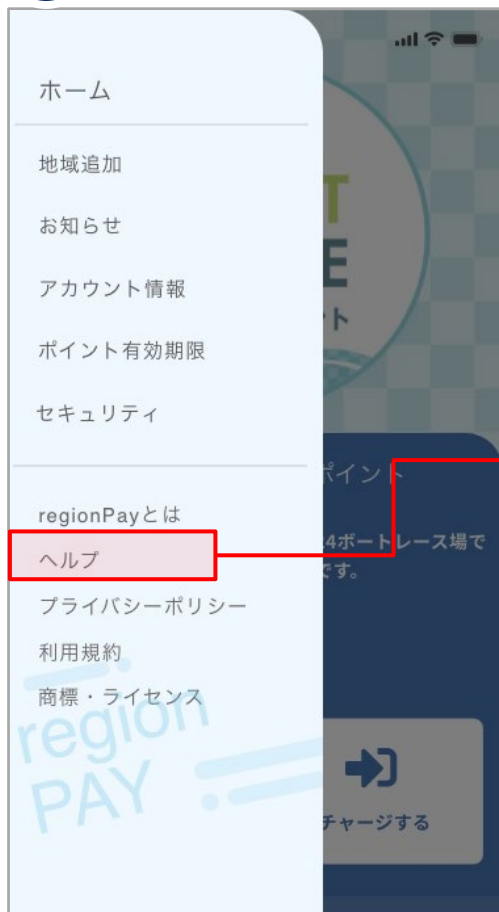 ホーム
地域追加
お知らせ
アカウント情報
ポイント有効期限
セキュリティ
regionPayとは
ヘルプ
プライバシーポリシー
利用規約
商標・ライセンス
region
PAY
T
E
ト
ポイント
24ボートレース場で
です。
チャージする